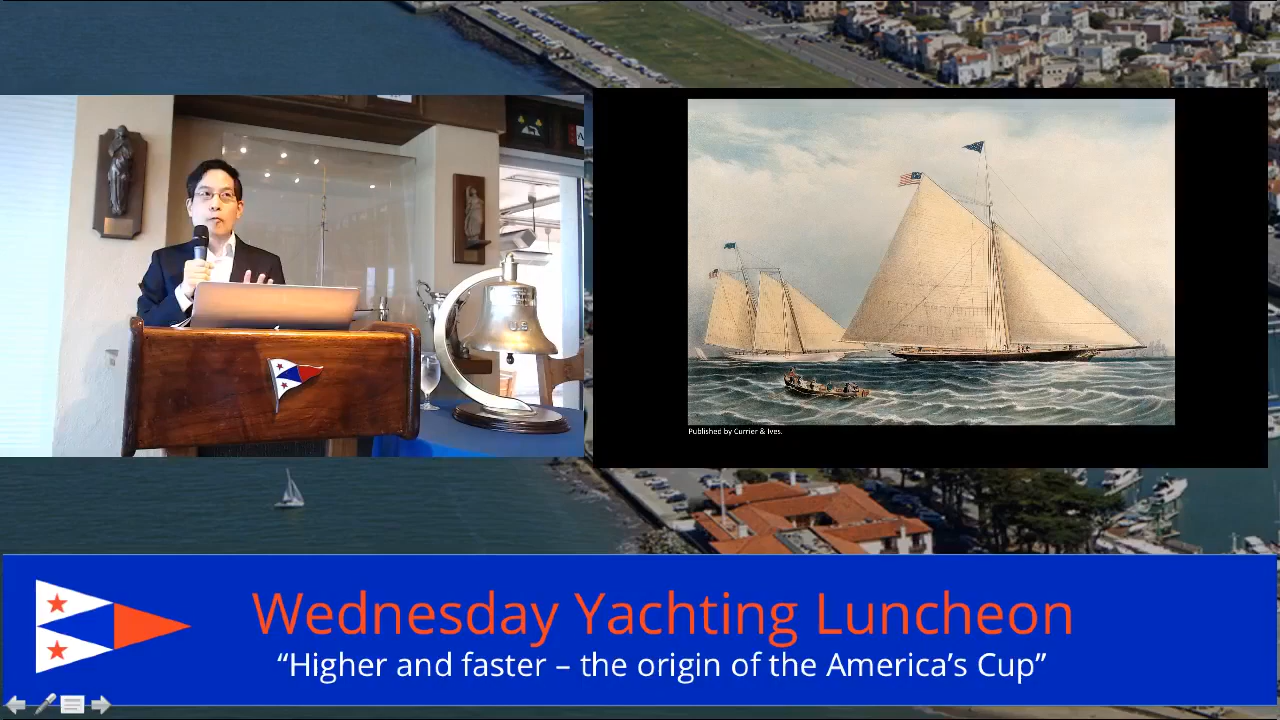 U.S
Published by Currier & Ives.
Wednesday Yachting Luncheon
“Higher and faster – the origin of the America’s Cup”